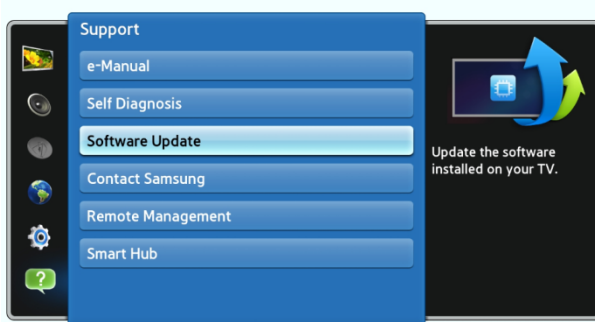 Support
e-Manual
Self Diagnosis
Software Update
Contact Samsung
Remote Management
Smart Hub
Update the software
installed on your TV.